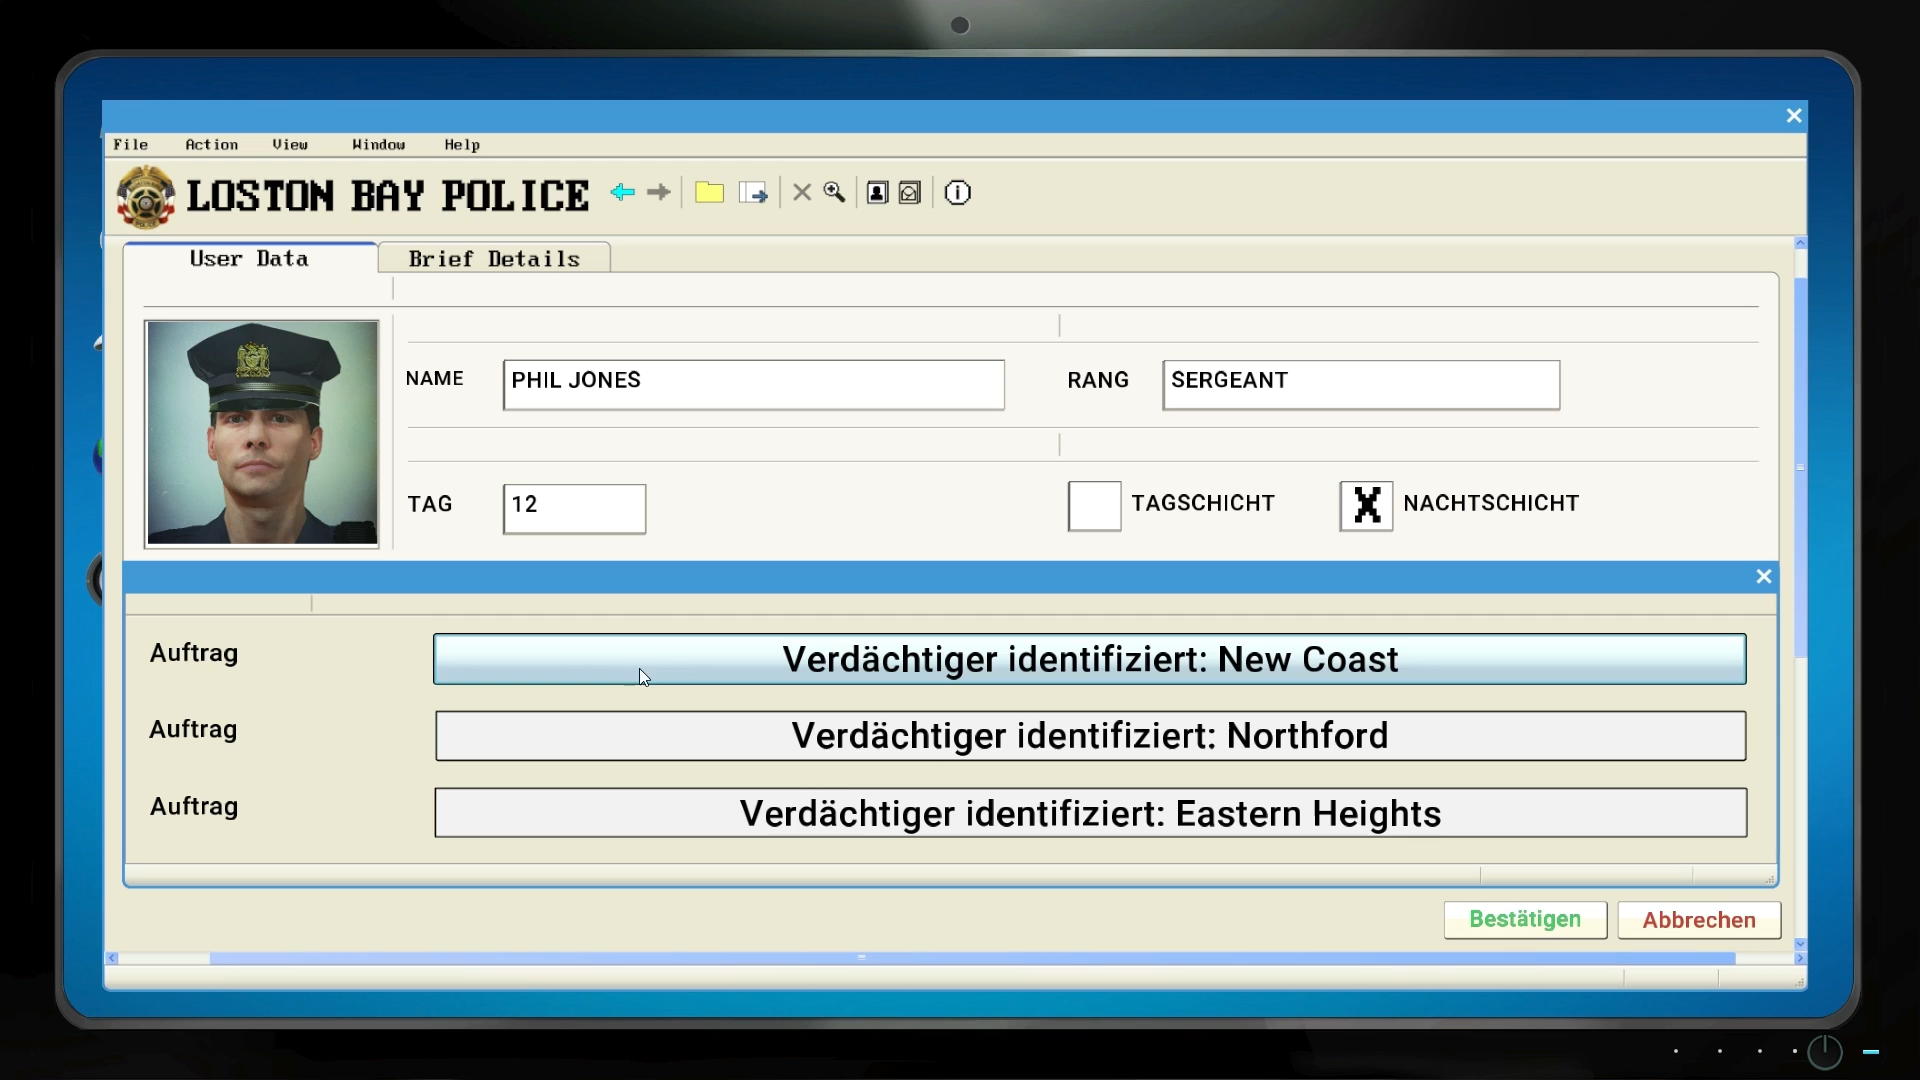 File Action View Window Help
LOSTON BAY POLICE
User Data Brief Details
NAME PHIL JONES RANG SERGEANT
TAG 12 TAGSCHICHT X NACHTSCHICHT
Auftrag Verdächtiger identifiziert: New Coast
Auftrag Verdächtiger identifiziert: Northford
Auftrag Verdächtiger identifiziert: Eastern Heights
Bestätigen Abbrechen